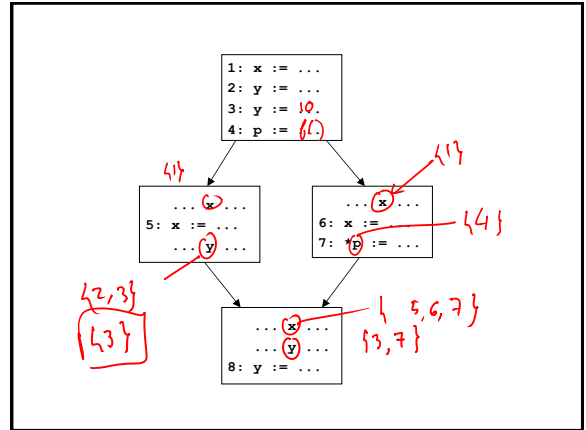 1: x := ...
2: y := ...
3: y := 10.
4: p :=
{1}
... x ...
5: x := ...
... y ...
{2,3}
{3}
{1}
... x ...
6: x := ...
7: *p := ...
{4}
... x ...
{ 5,6,7 }
... y ...
{3,7}
8: y := ...